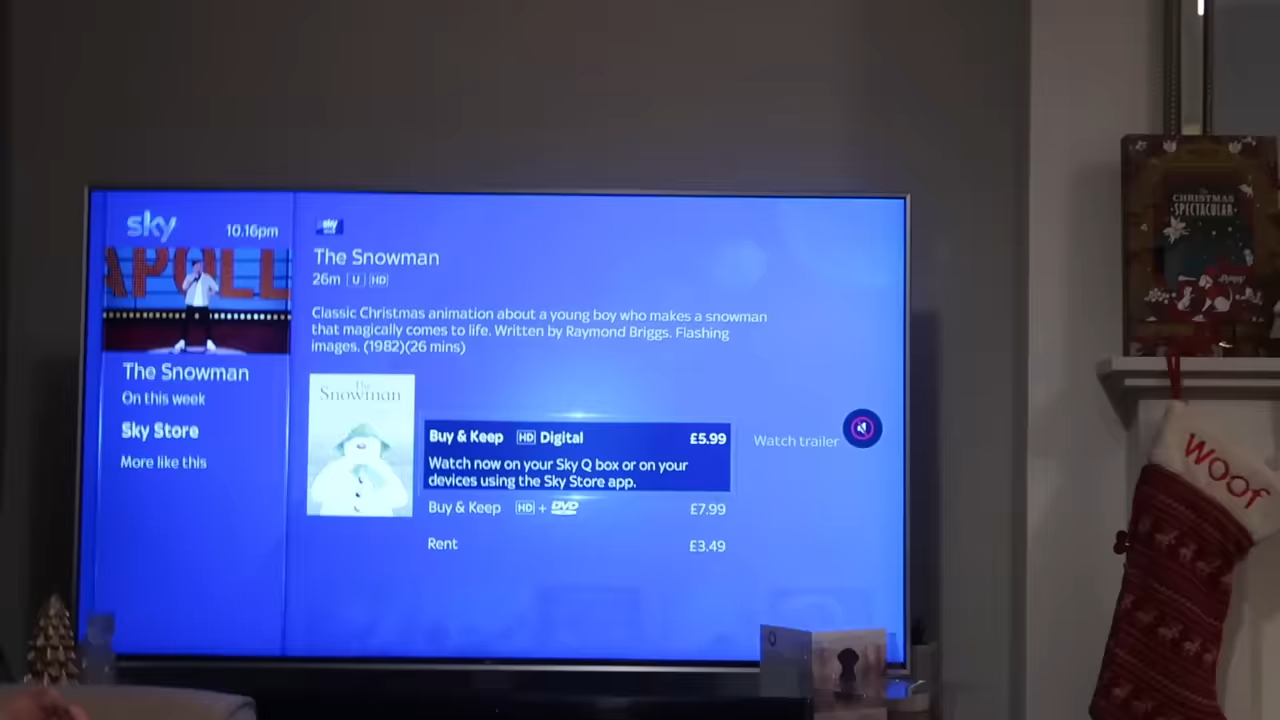 sky
10.16pm
APOLL
The Snowman
On this week
Sky Store
More like this
sky
The Snowman
26m U HD
Classic Christmas animation about a young boy who makes a snowman
that magically comes to life. Written by Raymond Briggs. Flashing
images. (1982)(26 mins)
The
Snowman
Buy & Keep HD Digital £5.99
Watch now on your Sky Q box or on your
devices using the Sky Store app.
Buy & Keep HD + DVD £7.99
Rent £3.49
Watch trailer
CHRISTMAS
SPECTACULAR
WOOF